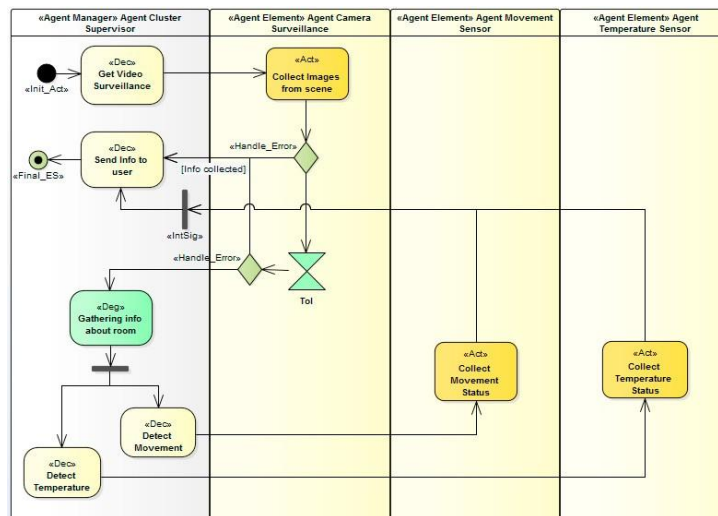 «Agent Manager» Agent Cluster
Supervisor
«Agent Element» Agent Camera
Surveillance
«Agent Element» Agent Movement
Sensor
«Agent Element» Agent
Temperature Sensor
«Dec»
Get Video
Surveillance
«Init_Act»
«Act»
Collect Images
from scene
«Dec»
Send Info to
user
«Final_ES»
«Handle_Error»
[Info collected]
«IntSig»
«Handle_Error»
ToI
«Deg»
Gathering info
about room
«Act»
Collect
Movement
Status
«Act»
Collect
Temperature
Status
«Dec»
Detect
Movement
«Dec»
Detect
Temperature